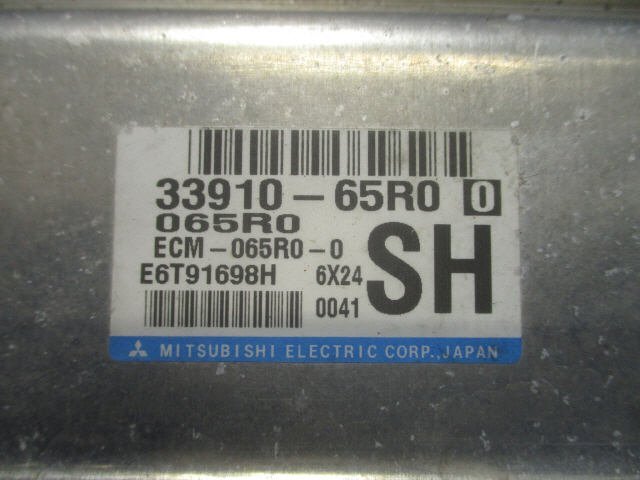 33910-65R0 0
065R0
ECM-065R0-0
E6T91698H 6X24
0041
SH
MITSUBISHI ELECTRIC CORP., JAPAN